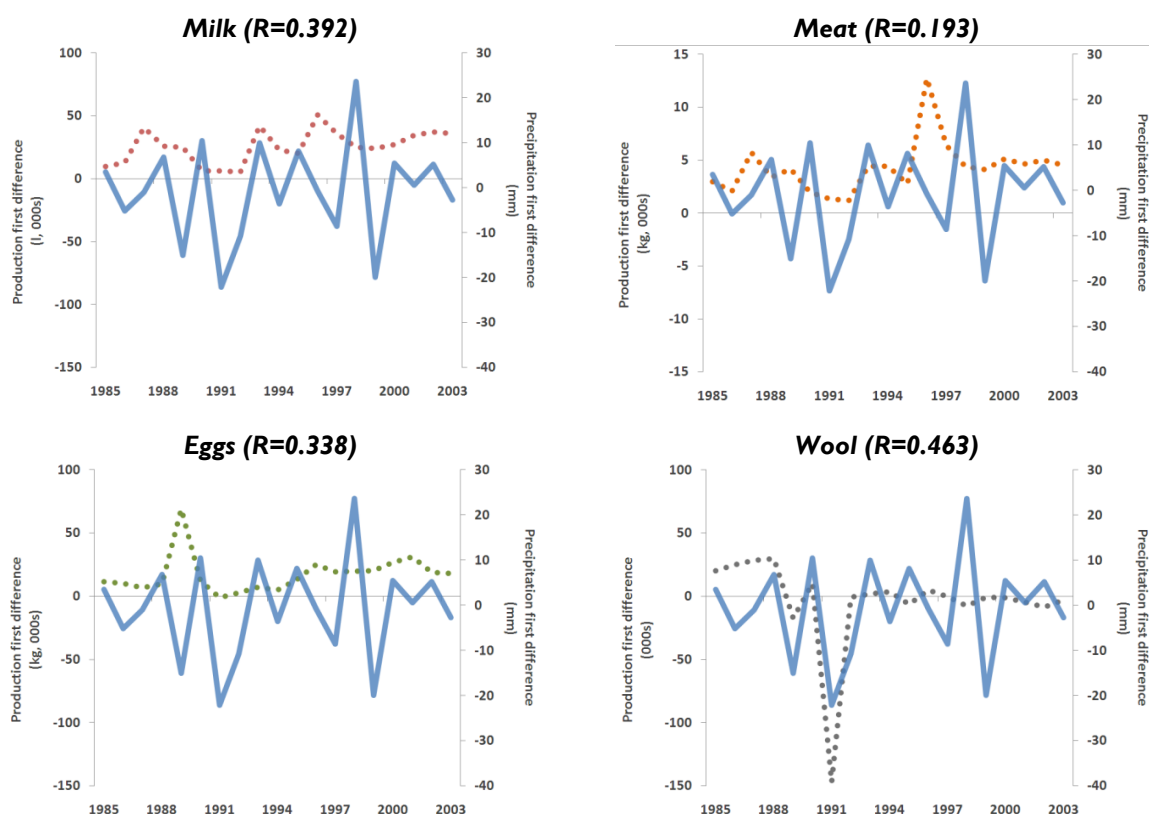 Milk (R=0.392)
Production first difference
(l, 000s)
100
50
0
-50
-100
-150
30
20
10
0
-10
-20
-30
-40
Precipitation first difference
(mm)
1985 1988 1991 1994 1997 2000 2003
Meat (R=0.193)
Production first difference
(kg, 000s)
15
10
5
0
-5
-10
-15
30
20
10
0
-10
-20
-30
-40
Precipitation first difference
(mm)
1985 1988 1991 1994 1997 2000 2003
Eggs (R=0.338)
Production first difference
(kg, 000s)
100
50
0
-50
-100
-150
30
20
10
0
-10
-20
-30
-40
Precipitation first difference
(mm)
1985 1988 1991 1994 1997 2000 2003
Wool (R=0.463)
Production first difference
(000s)
100
50
0
-50
-100
-150
30
20
10
0
-10
-20
-30
-40
Precipitation first difference
(mm)
1985 1988 1991 1994 1997 2000 2003